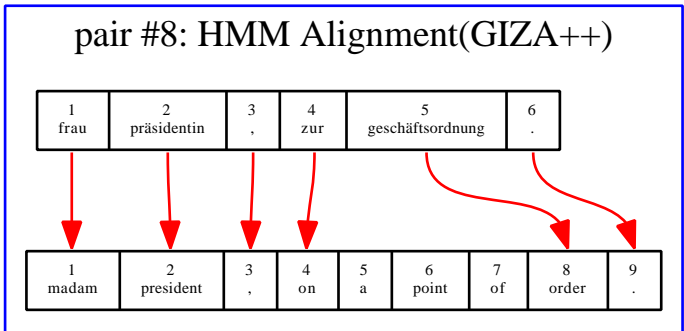 pair #8: HMM Alignment(GIZA++)
1 2 3 4 5 6
frau präsidentin , zur geschäftsordnung .
1 2 3 4 5 6 7 8 9
madam president , on a point of order .